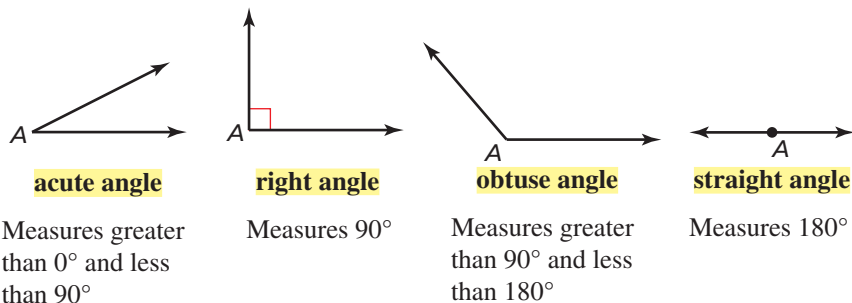 A
acute angle
Measures greater
than 0° and less
than 90°
A
right angle
Measures 90°
A
obtuse angle
Measures greater
than 90° and less
than 180°
A
straight angle
Measures 180°